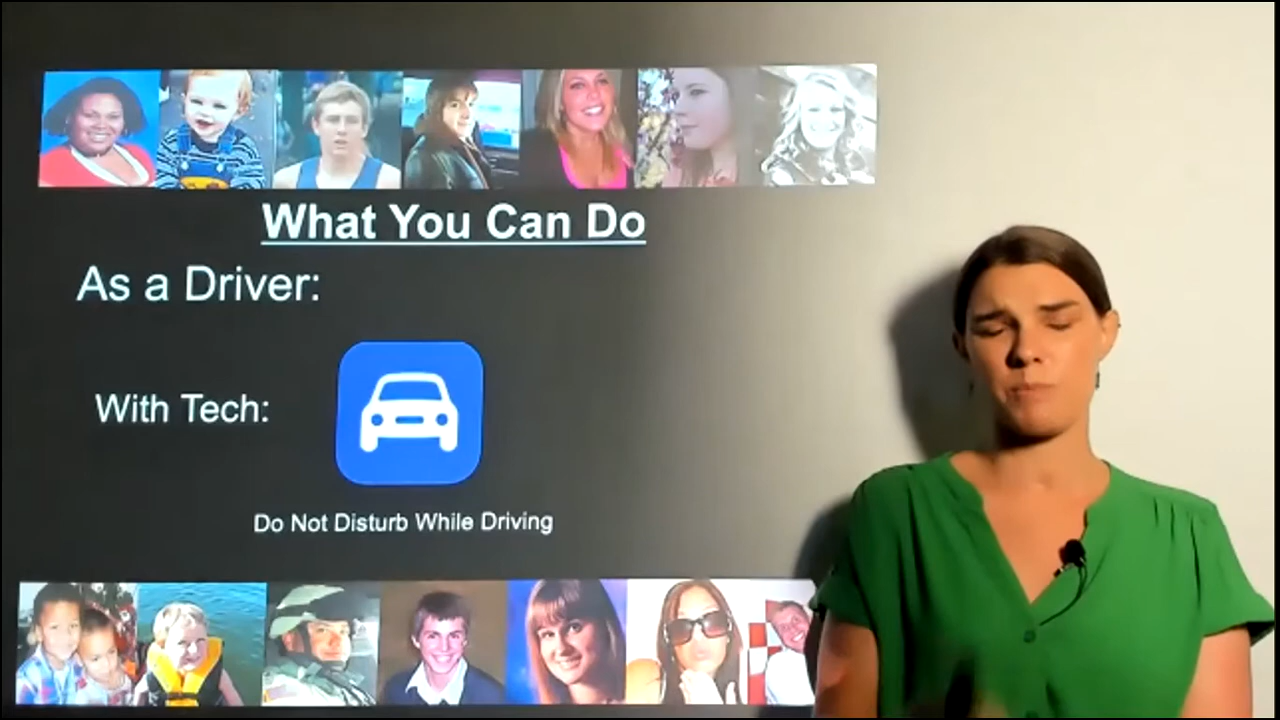 What You Can Do
As a Driver:
With Tech:
Do Not Disturb While Driving